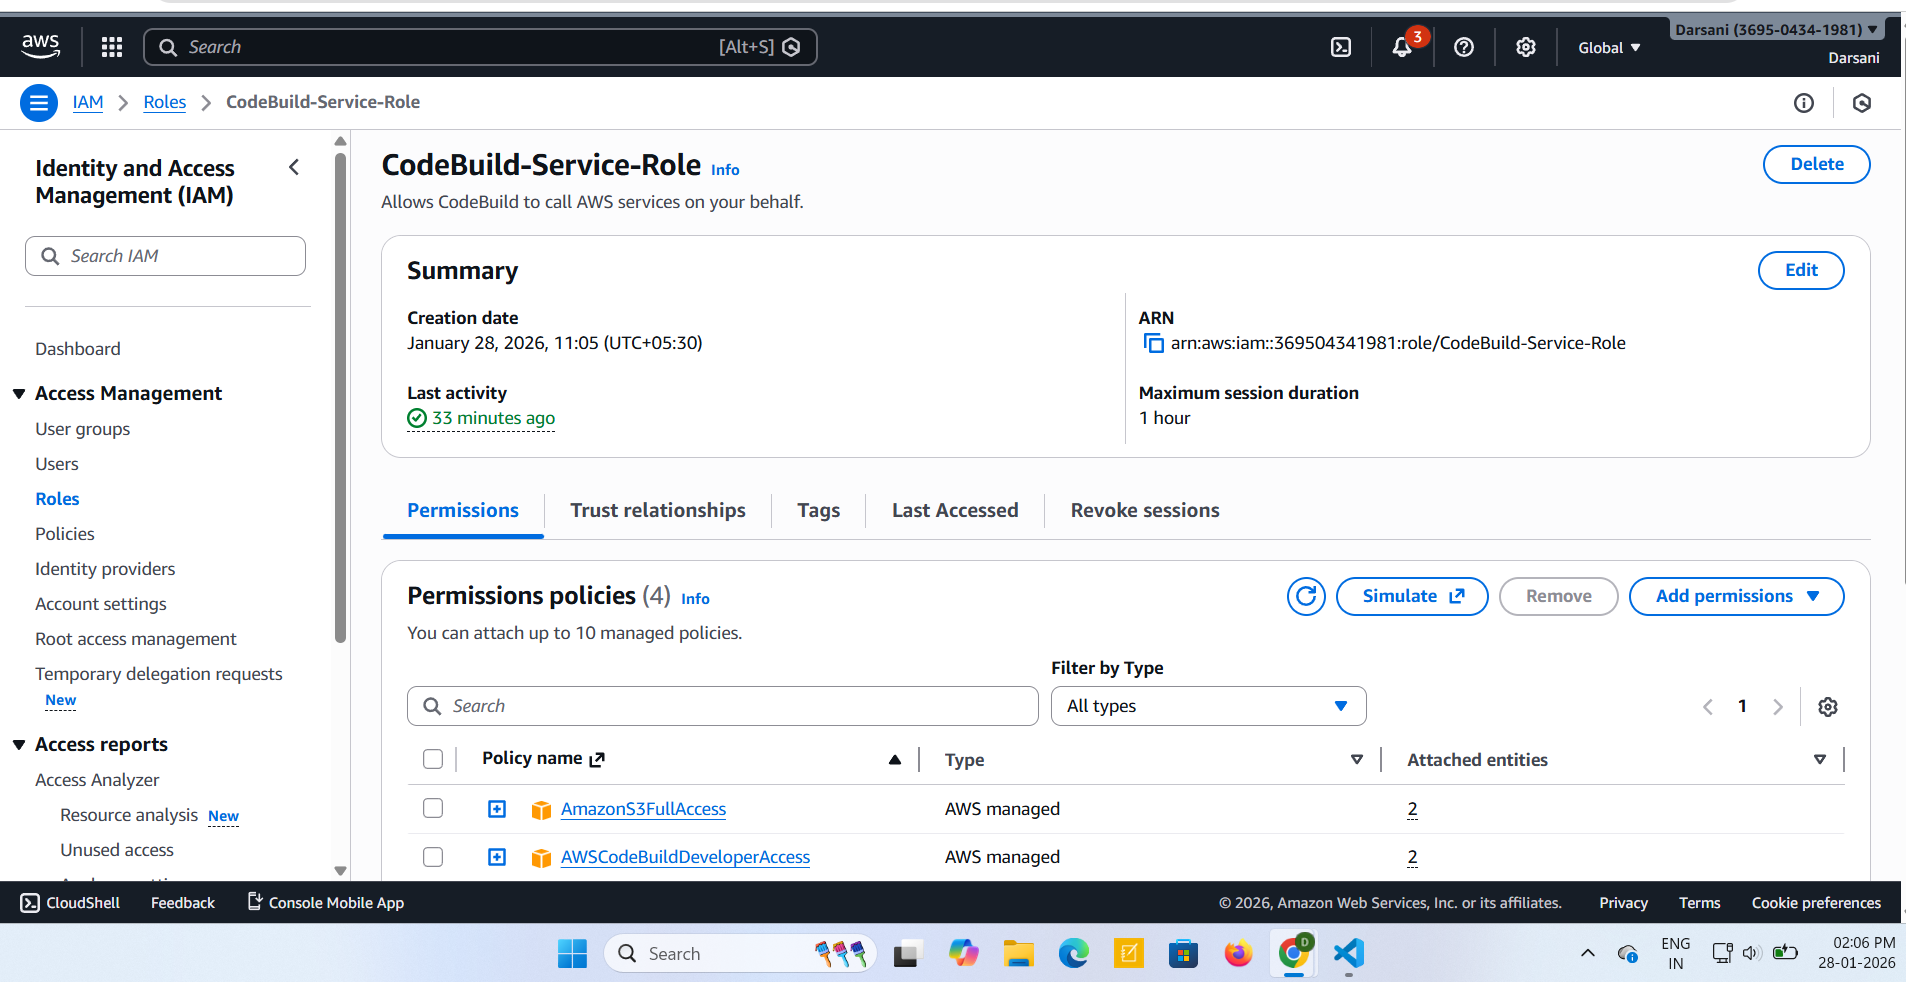 aws
Search
[Alt+S]
3
Global
Darsani (3695-0434-1981)
Darsani
IAM
Roles
CodeBuild-Service-Role
Identity and Access
Management (IAM)
Search IAM
Dashboard
Access Management
User groups
Users
Roles
Policies
Identity providers
Account settings
Root access management
Temporary delegation requests
New
Access reports
Access Analyzer
Resource analysis New
Unused access
CodeBuild-Service-Role Info
Delete
Allows CodeBuild to call AWS services on your behalf.
Summary
Edit
Creation date
January 28, 2026, 11:05 (UTC+05:30)
ARN
arn:aws:iam::369504341981:role/CodeBuild-Service-Role
Last activity
33 minutes ago
Maximum session duration
1 hour
Permissions
Trust relationships
Tags
Last Accessed
Revoke sessions
Permissions policies (4) Info
Simulate
Remove
Add permissions
You can attach up to 10 managed policies.
Filter by Type
Search
All types
1
Policy name
Type
Attached entities
AmazonS3FullAccess
AWS managed
2
AWSCodeBuildDeveloperAccess
AWS managed
2
CloudShell
Feedback
Console Mobile App
© 2026, Amazon Web Services, Inc. or its affiliates.
Privacy
Terms
Cookie preferences
Search
D
ENG
IN
02:06 PM
28-01-2026